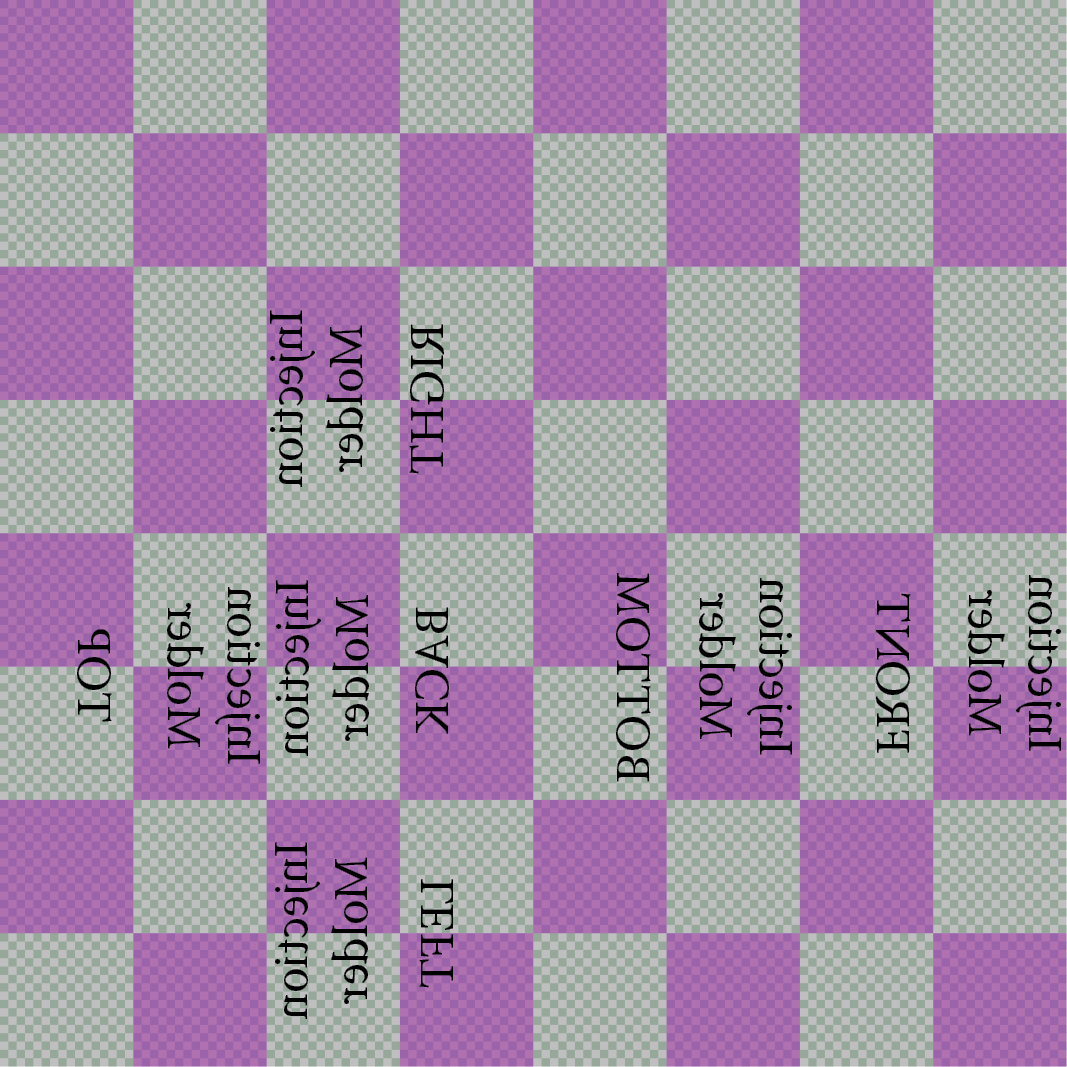 Injection
Molder
RIGHT
Injection
Molder
TOP
Injection
Molder
BACK
Injection
Molder
BOTTOM
Injection
Molder
FRONT
Injection
Molder
LEFT